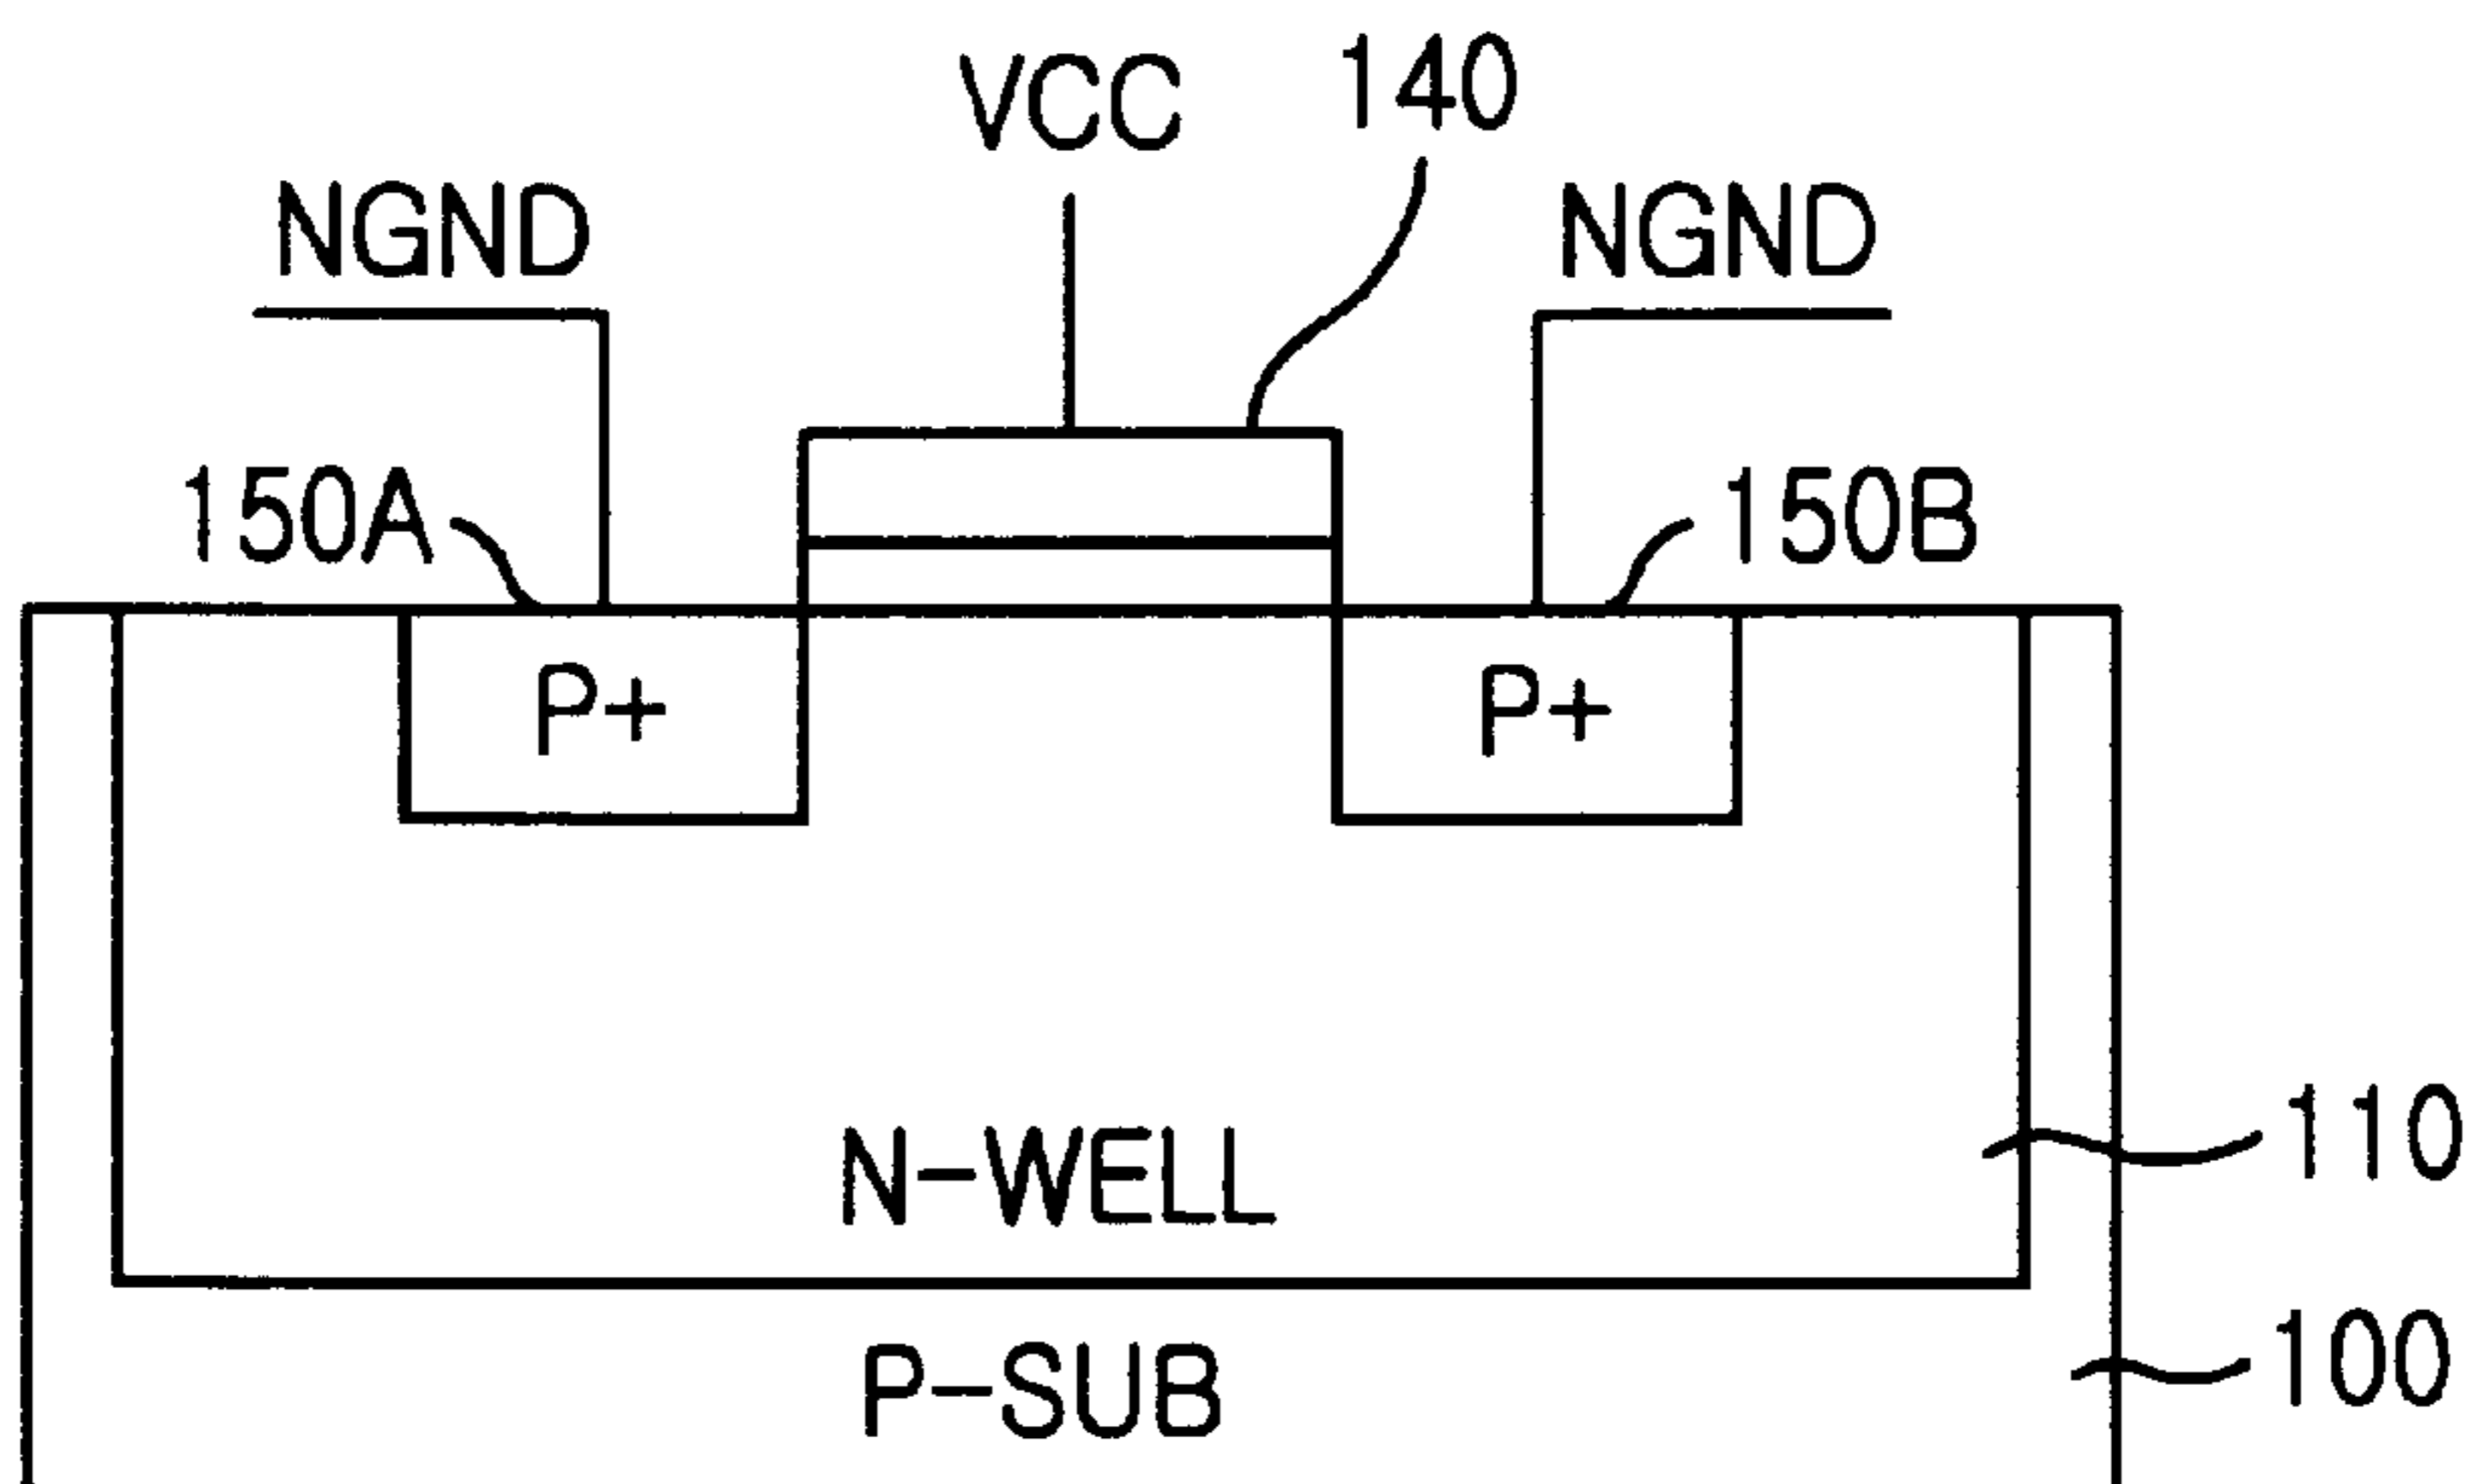 VCC
140
NGND
NGND
150A
150B
P+
P+
N-WELL
110
P-SUB
100